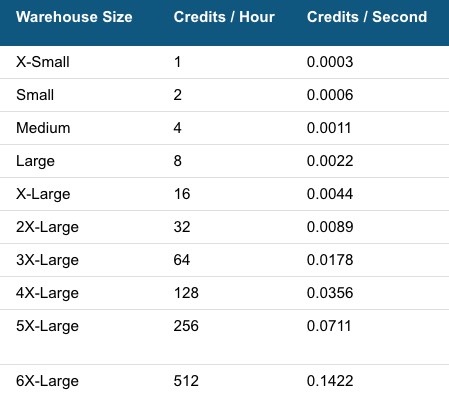 Warehouse Size Credits / Hour Credits / Second
X-Small 1 0.0003
Small 2 0.0006
Medium 4 0.0011
Large 8 0.0022
X-Large 16 0.0044
2X-Large 32 0.0089
3X-Large 64 0.0178
4X-Large 128 0.0356
5X-Large 256 0.0711
6X-Large 512 0.1422